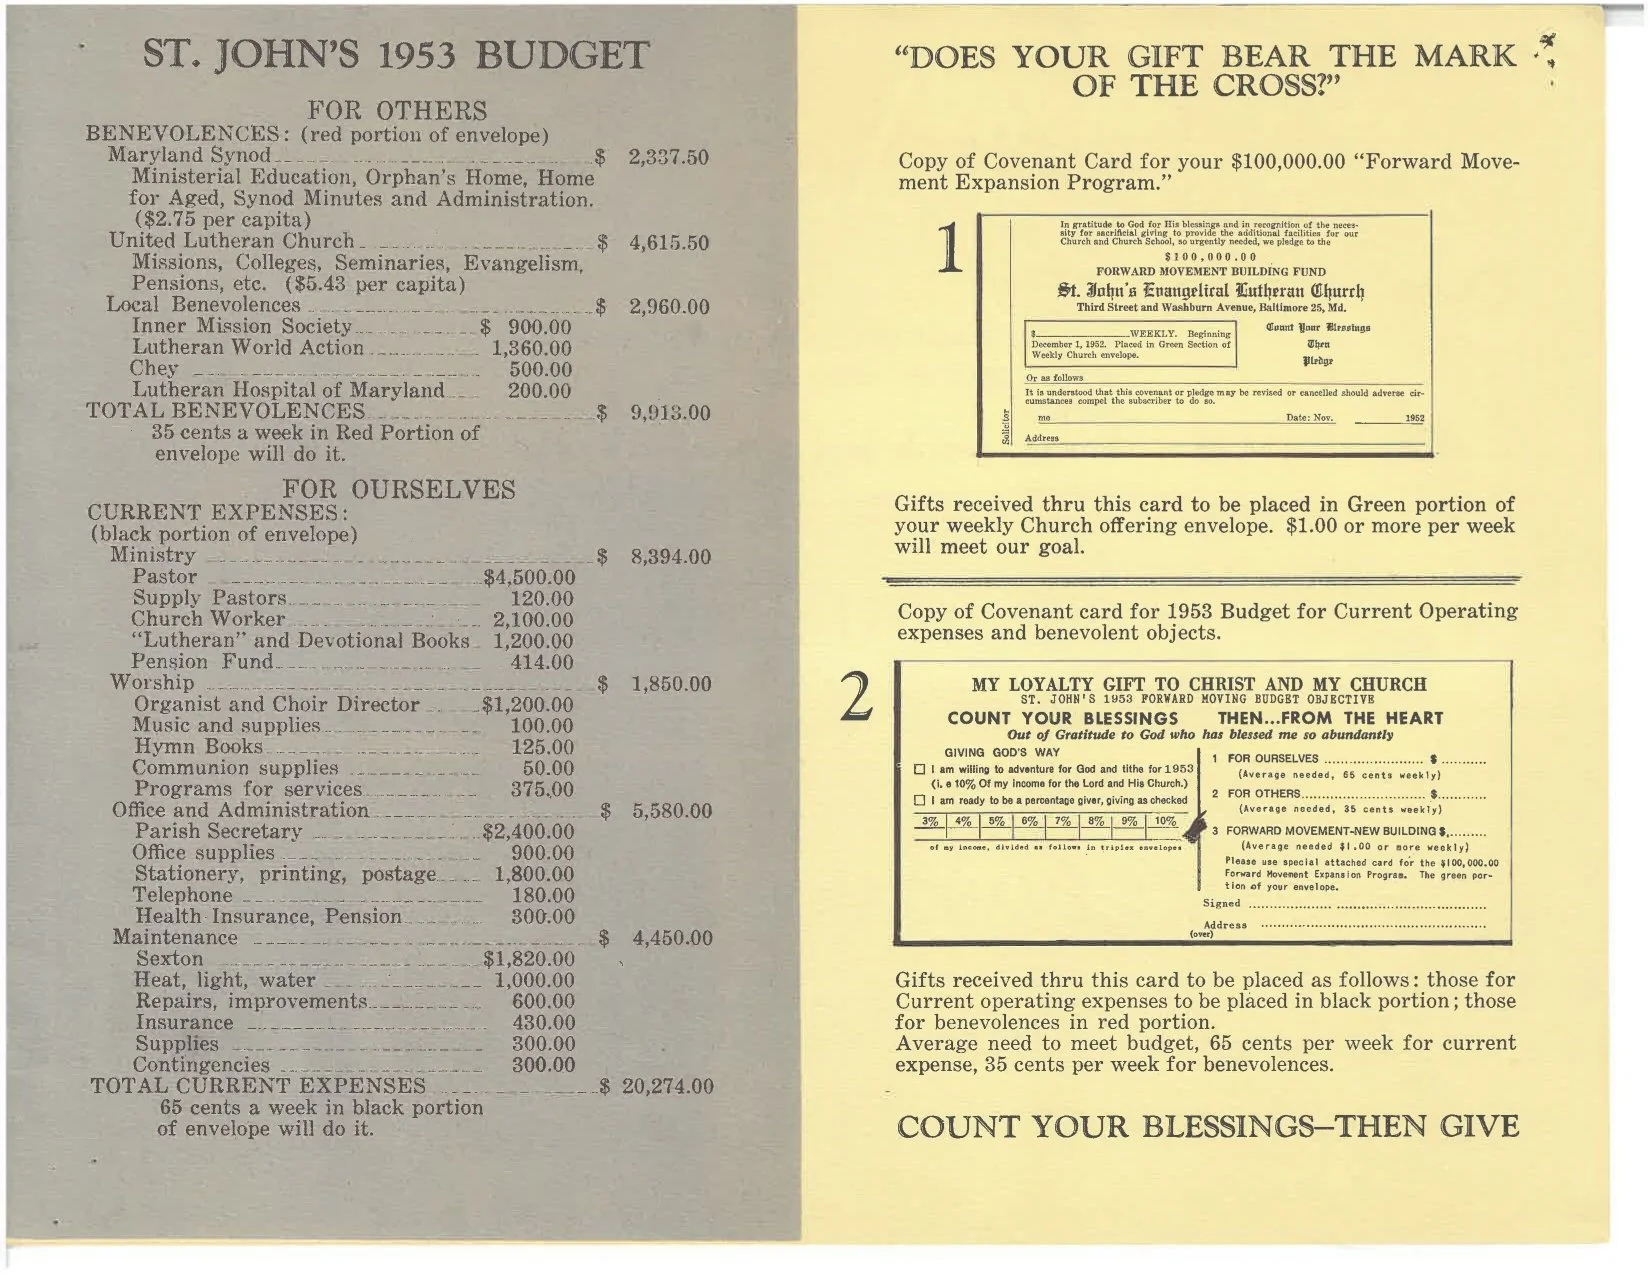 ST. JOHN'S 1953 BUDGET
FOR OTHERS
BENEVOLENCES: (red portion of envelope)
Maryland Synod $ 2,337.50
Ministerial Education, Orphan's Home, Home
for Aged, Synod Minutes and Administration.
($2.75 per capita)
United Lutheran Church $ 4,615.50
Missions, Colleges, Seminaries, Evangelism,
Pensions, etc. ($5.43 per capita)
Local Benevolences $ 2,960.00
Inner Mission Society $ 900.00
Lutheran World Action 1,360.00
Chey 500.00
Lutheran Hospital of Maryland 200.00
TOTAL BENEVOLENCES $ 9,913.00
35 cents a week in Red Portion of
envelope will do it.
FOR OURSELVES
CURRENT EXPENSES:
(black portion of envelope)
Ministry $ 8,394.00
Pastor $4,500.00
Supply Pastors 120.00
Church Worker 2,100.00
"Lutheran" and Devotional Books 1,200.00
Pension Fund 414.00
Worship $ 1,850.00
Organist and Choir Director $1,200.00
Music and supplies 100.00
Hymn Books 125.00
Communion supplies 50.00
Programs for services 375.00
Office and Administration $ 5,580.00
Parish Secretary $2,400.00
Office supplies 900.00
Stationery, printing, postage 1,800.00
Telephone 180.00
Health Insurance, Pension 300.00
Maintenance $ 4,450.00
Sexton $1,820.00
Heat, light, water 1,000.00
Repairs, improvements 600.00
Insurance 430.00
Supplies 300.00
Contingencies 300.00
TOTAL CURRENT EXPENSES $ 20,274.00
65 cents a week in black portion
of envelope will do it.
"DOES YOUR GIFT BEAR THE MARK
OF THE CROSS?"
Copy of Covenant Card for your $100,000.00 "Forward Move-
ment Expansion Program."
1
In gratitude to God for His blessings and in recognition of the neces-
sity for sacrificial giving to provide the additional facilities for our
Church and Church School, so urgently needed, we pledge to the
$100,000.00
FORWARD MOVEMENT BUILDING FUND
St. John's Evangelical Lutheran Church
Third Street and Washburn Avenue, Baltimore 25, Md.
$ WEEKLY. Beginning
December 1, 1952. Placed in Green Section of
Weekly Church envelope.
Count Your Blessings
Then
Pledge
Or as follows
It is understood that this covenant or pledge may be revised or cancelled should adverse cir-
cumstances compel the subscriber to do so.
me Date: Nov. 1952
Address
Solicitor
Gifts received thru this card to be placed in Green portion of
your weekly Church offering envelope. $1.00 or more per week
will meet our goal.
Copy of Covenant card for 1953 Budget for Current Operating
expenses and benevolent objects.
2
MY LOYALTY GIFT TO CHRIST AND MY CHURCH
ST. JOHN'S 1953 FORWARD MOVING BUDGET OBJECTIVE
COUNT YOUR BLESSINGS THEN...FROM THE HEART
Out of Gratitude to God who has blessed me so abundantly
GIVING GOD'S WAY
I am willing to adventure for God and tithe for 1953
(i. e 10% Of my income for the Lord and His Church.)
I am ready to be a percentage giver, giving as checked
3% 4% 5% 6% 7% 8% 9% 10%
of my income, divided as follows in triplex envelopes
1 FOR OURSELVES $
(Average needed, 65 cents weekly)
2 FOR OTHERS $
(Average needed, 35 cents weekly)
3 FORWARD MOVEMENT-NEW BUILDING $
(Average needed $1.00 or more weekly)
Please use special attached card for the $100,000.00
Forward Movement Expansion Program. The green por-
tion of your envelope.
Signed
Address
(over)
Gifts received thru this card to be placed as follows: those for
Current operating expenses to be placed in black portion; those
for benevolences in red portion.
Average need to meet budget, 65 cents per week for current
expense, 35 cents per week for benevolences.
COUNT YOUR BLESSINGS—THEN GIVE